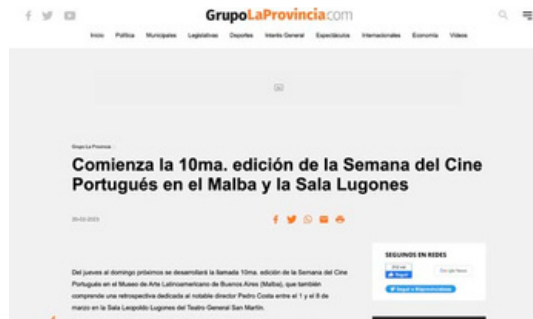 GrupoLaProvincia.com
Inicio Política Municipales Legislativas Deportes Interés General Espectáculos Internacionales Economía Videos
Grupo La Provincia
Comienza la 10ma. edición de la Semana del Cine
Portugués en el Malba y la Sala Lugones
SEGUINOS EN REDES
Seguir
Del jueves al domingo próximos se desarrollará la llamada 10ma. edición de la Semana del Cine
Portugués en el Museo de Arte Latinoamericano de Buenos Aires (Malba), que también
comprende una retrospectiva dedicada al notable director Pedro Costa entre el 1 y el 8 de
marzo en la Sala Leopoldo Lugones del Teatro General San Martín.